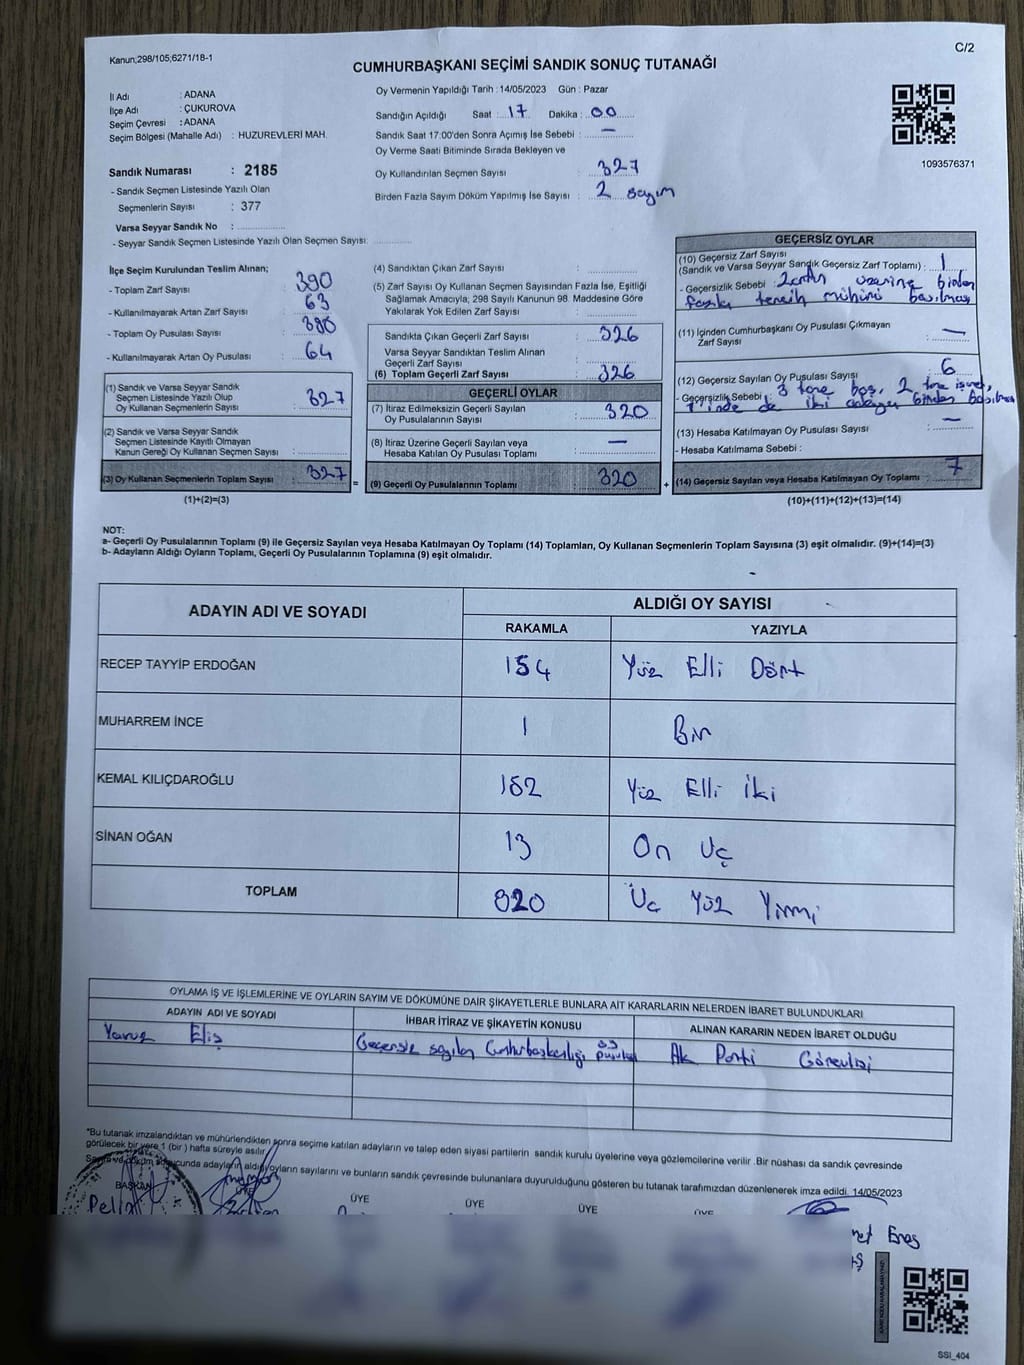 Kanun;298/105;6271/18-1
C/2
CUMHURBAŞKANI SEÇİMİ SANDIK SONUÇ TUTANAĞI
İl Adı : ADANA
İlçe Adı : ÇUKUROVA
Seçim Çevresi : ADANA
Seçim Bölgesi (Mahalle Adı) : HUZUREVLERİ MAH.
Sandık Numarası : 2185
- Sandık Seçmen Listesinde Yazılı Olan
Seçmenlerin Sayısı : 377
Varsa Seyyar Sandık No :
- Seyyar Sandık Seçmen Listesinde Yazılı Olan Seçmen Sayısı:
Oy Vermenin Yapıldığı Tarih : 14/05/2023 Gün : Pazar
Sandığın Açıldığı Saat 17 Dakika : 00
Sandık Saat 17.00'den Sonra Açımış İse Sebebi : —
Oy Verme Saati Bitiminde Sırada Bekleyen ve
Oy Kullandırılan Seçmen Sayısı : 327
Birden Fazla Sayım Döküm Yapılmış İse Sayısı : 2 sayım
1093576371
İlçe Seçim Kurulundan Teslim Alınan;
- Toplam Zarf Sayısı : 390
- Kullanılmayarak Artan Zarf Sayısı : 63
- Toplam Oy Pusulası Sayısı : 380
- Kullanılmayarak Artan Oy Pusulası : 64
(1) Sandık ve Varsa Seyyar Sandık
Seçmen Listesinde Yazılı Olup
Oy Kullanan Seçmenlerin Sayısı : 327
(2) Sandık ve Varsa Seyyar Sandık
Seçmen Listesinde Kayıtlı Olmayan
Kanun Gereği Oy Kullanan Seçmen Sayısı :
(3) Oy Kullanan Seçmenlerin Toplam Sayısı : 327
(1)+(2)=(3)
=
(4) Sandıktan Çıkan Zarf Sayısı :
(5) Zarf Sayısı Oy Kullanan Seçmen Sayısından Fazla İse, Eşitliği
Sağlamak Amacıyla; 298 Sayılı Kanunun 98. Maddesine Göre
Yakılarak Yok Edilen Zarf Sayısı :
Sandıkta Çıkan Geçerli Zarf Sayısı : 326
Varsa Seyyar Sandıktan Teslim Alınan
Geçerli Zarf Sayısı :
(6) Toplam Geçerli Zarf Sayısı : 326
GEÇERLİ OYLAR
(7) İtiraz Edilmeksizin Geçerli Sayılan
Oy Pusulalarının Sayısı : 320
(8) İtiraz Üzerine Geçerli Sayılan veya
Hesaba Katılan Oy Pusulası Toplamı : —
(9) Geçerli Oy Pusulalarının Toplamı : 320
+
GEÇERSİZ OYLAR
(10) Geçersiz Zarf Sayısı
(Sandık ve Varsa Seyyar Sandık Geçersiz Zarf Toplamı) : 1
- Geçersizlik Sebebi : Zarfın üzerine birden
fazla tercih mührü basılması
(11) İçinden Cumhurbaşkanı Oy Pusulası Çıkmayan
Zarf Sayısı : —
(12) Geçersiz Sayılan Oy Pusulası Sayısı : 6
- Geçersizlik Sebebi 3 tane boş, 2 tane
1'inde de iki adaya birden basılması
(13) Hesaba Katılmayan Oy Pusulası Sayısı : —
- Hesaba Katılmama Sebebi :
(14) Geçersiz Sayılan veya Hesaba Katılmayan Oy Toplamı : 7
(10)+(11)+(12)+(13)=(14)
NOT:
a- Geçerli Oy Pusulalarının Toplamı (9) ile Geçersiz Sayılan veya Hesaba Katılmayan Oy Toplamı (14) Toplamları, Oy Kullanan Seçmenlerin Toplam Sayısına (3) eşit olmalıdır. (9)+(14)=(3)
b- Adayların Aldığı Oyların Toplamı, Geçerli Oy Pusulalarının Toplamına (9) eşit olmalıdır.
ADAYIN ADI VE SOYADI ALDIĞI OY SAYISI
RAKAMLA YAZIYLA
RECEP TAYYİP ERDOĞAN 154 Yüz Elli Dört
MUHARREM İNCE 1 Bir
KEMAL KILIÇDAROĞLU 152 Yüz Elli İki
SİNAN OĞAN 13 On Üç
TOPLAM 320 Üç Yüz Yirmi
OYLAMA İŞ VE İŞLEMLERİNE VE OYLARIN SAYIM VE DÖKÜMÜNE DAİR ŞİKAYETLERLE BUNLARA AİT KARARLARIN NELERDEN İBARET BULUNDUKLARI
ADAYIN ADI VE SOYADI İHBAR İTİRAZ VE ŞİKAYETİN KONUSU ALINAN KARARIN NEDEN İBARET OLDUĞU
Yavuz Eliş Geçersiz sayılan Cumhurbaşkanlığı Ak Parti Görevlisi
*Bu tutanak imzalandıktan ve mühürlendikten sonra seçime katılan adayların ve talep eden siyasi partilerin sandık kurulu üyelerine veya gözlemcilerine verilir. Bir nüshası da sandık çevresinde
görülecek bir yere 1 (bir) hafta süreyle asılır.
Sayım ve döküm sonucunda adayların aldığı oyların sayılarını ve bunların sandık çevresinde bulunanlara duyurulduğunu gösteren bu tutanak tarafımızdan düzenlenerek imza edildi. 14/05/2023
BAŞKAN ÜYE ÜYE ÜYE ÜYE ÜYE
Enes
SSİ_404